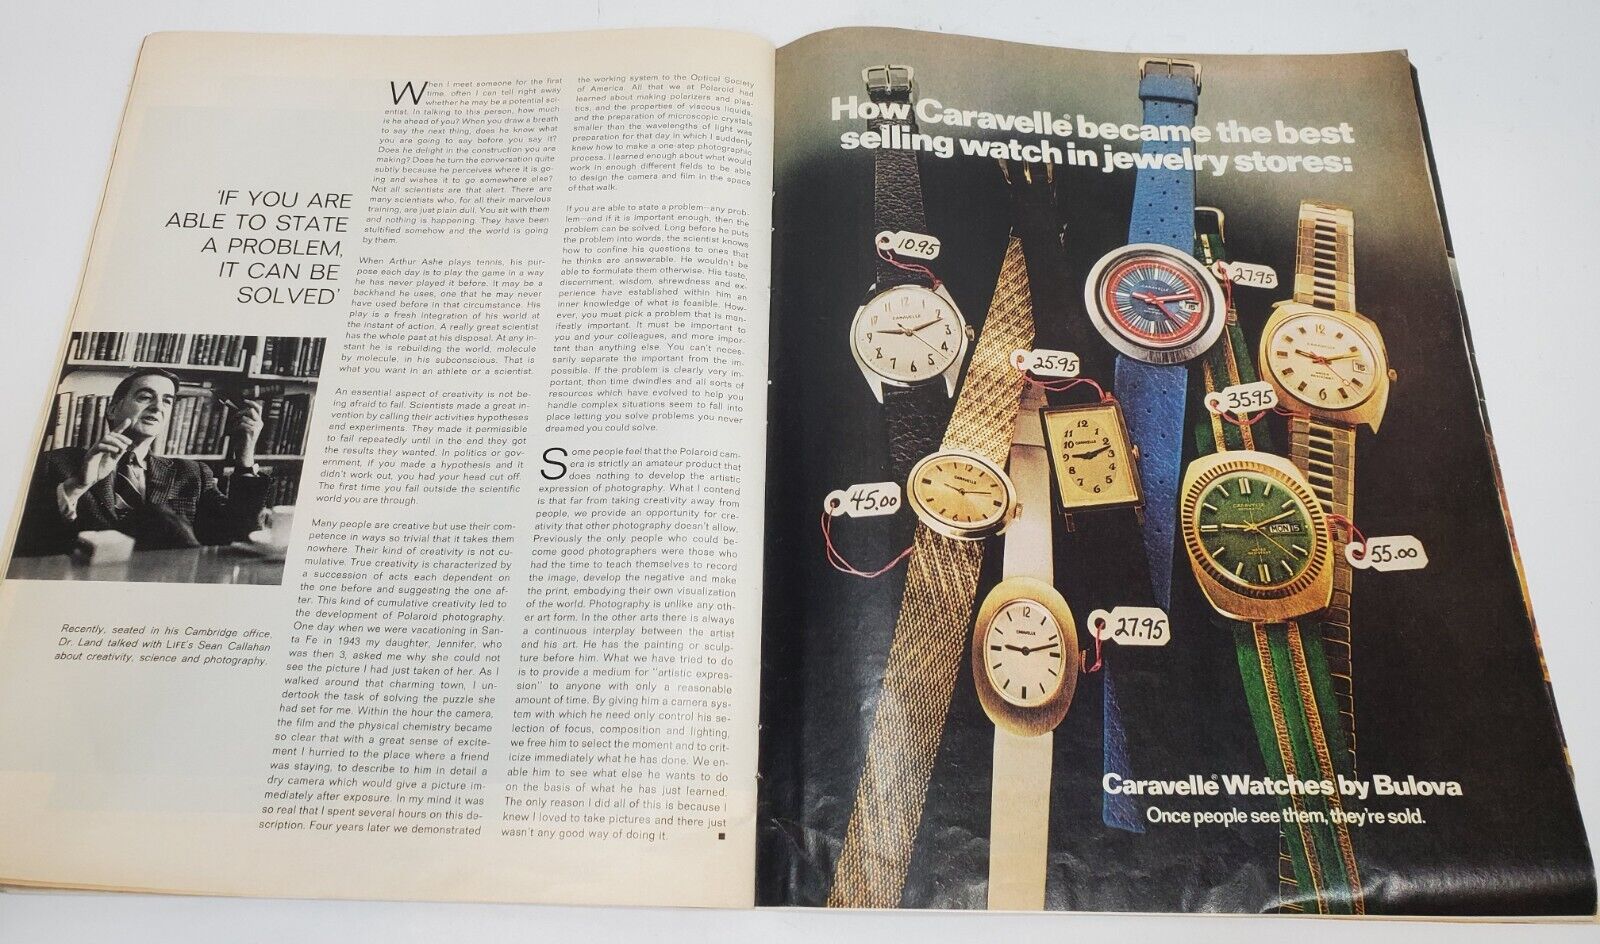 'IF YOU ARE
ABLE TO STATE
A PROBLEM,
IT CAN BE
SOLVED'
Recently, seated in his Cambridge office,
Dr. Land talked with LIFE's Sean Callahan
about creativity, science and photography.
When I meet someone for the first
time, often I can tell right away
whether he may be a potential sci-
entist. In talking to this person, how much
is he ahead of you? When you draw a breath
to say the next thing, does he know what
you are going to say before you say it?
Does he delight in the construction you are
making? Does he turn the conversation quite
subtly because he perceives where it is go-
ing and wishes it to go somewhere else?
Not all scientists are that alert. There are
many scientists who, for all their marvelous
training, are just plain dull. You sit with them
and nothing is happening. They have been
stultified somehow and the world is going
by them.
When Arthur Ashe plays tennis, his pur-
pose each day is to play the game in a way
he has never played it before. It may be a
backhand he uses, one that he may never
have used before in that circumstance. His
play is a fresh integration of his world at
the instant of action. A really great scientist
has the whole past at his disposal. At any in-
stant he is rebuilding the world, molecule
by molecule, in his subconscious. That is
what you want in an athlete or a scientist.
An essential aspect of creativity is not be-
ing afraid to fail. Scientists made a great in-
vention by calling their activities hypotheses
and experiments. They made it permissible
to fail repeatedly until in the end they got
the results they wanted. In politics or gov-
ernment, if you made a hypothesis and it
didn't work out, you had your head cut off.
The first time you fail outside the scientific
world you are through.
Many people are creative but use their com-
petence in ways so trivial that it takes them
nowhere. Their kind of creativity is not cu-
mulative. True creativity is characterized by
a succession of acts each dependent on
the one before and suggesting the one af-
ter. This kind of cumulative creativity led to
the development of Polaroid photography.
One day when we were vacationing in San-
ta Fe in 1943 my daughter, Jennifer, who
was then 3, asked me why she could not
see the picture I had just taken of her. As I
walked around that charming town, I un-
dertook the task of solving the puzzle she
had set for me. Within the hour the camera,
the film and the physical chemistry became
so clear that with a great sense of excite-
ment I hurried to the place where a friend
was staying, to describe to him in detail a
dry camera which would give a picture im-
mediately after exposure. In my mind it was
so real that I spent several hours on this de-
scription. Four years later we demonstrated
the working system to the Optical Society
of America. All that we at Polaroid had
learned about making polarizers and plas-
tics, and the properties of viscous liquids,
and the preparation of microscopic crystals
smaller than the wavelengths of light was
preparation for that day in which I suddenly
knew how to make a one-step photographic
process. I learned enough about what would
work in enough different fields to be able
to design the camera and film in the space
of that walk.
If you are able to state a problem—any prob-
lem—and if it is important enough, then the
problem can be solved. Long before he puts
the problem into words, the scientist knows
how to confine his questions to ones that
he thinks are answerable. He wouldn't be
able to formulate them otherwise. His taste,
discernment, wisdom, shrewdness and ex-
perience have established within him an
inner knowledge of what is feasible. How-
ever, you must pick a problem that is man-
ifestly important. It must be important to
you and your colleagues, and more impor-
tant than anything else. You can't neces-
sarily separate the important from the im-
possible. If the problem is clearly very im-
portant, then time dwindles and all sorts of
resources which have evolved to help you
handle complex situations seem to fall into
place letting you solve problems you never
dreamed you could solve.
Some people feel that the Polaroid cam-
era is strictly an amateur product that
does nothing to develop the artistic
expression of photography. What I contend
is that far from taking creativity away from
people, we provide an opportunity for cre-
ativity that other photography doesn't allow.
Previously the only people who could be-
come good photographers were those who
had the time to teach themselves to record
the image, develop the negative and make
the print, embodying their own visualization
of the world. Photography is unlike any oth-
er art form. In the other arts there is always
a continuous interplay between the artist
and his art. He has the painting or sculp-
ture before him. What we have tried to do
is to provide a medium for "artistic expres-
sion" to anyone with only a reasonable
amount of time. By giving him a camera sys-
tem with which he need only control his se-
lection of focus, composition and lighting,
we free him to select the moment and to crit-
icize immediately what he has done. We en-
able him to see what else he wants to do
on the basis of what he has just learned.
The only reason I did all of this is because I
knew I loved to take pictures and there just
wasn't any good way of doing it.
How Caravelle® became the best
selling watch in jewelry stores:
10.95
27.95
25.95
35.95
45.00
55.00
27.95
CARAVELLE
CARAVELLE
CARAVELLE
CARAVELLE
CARAVELLE
CARAVELLE
MON 15
CARAVELLE
Caravelle® Watches by Bulova
Once people see them, they're sold.